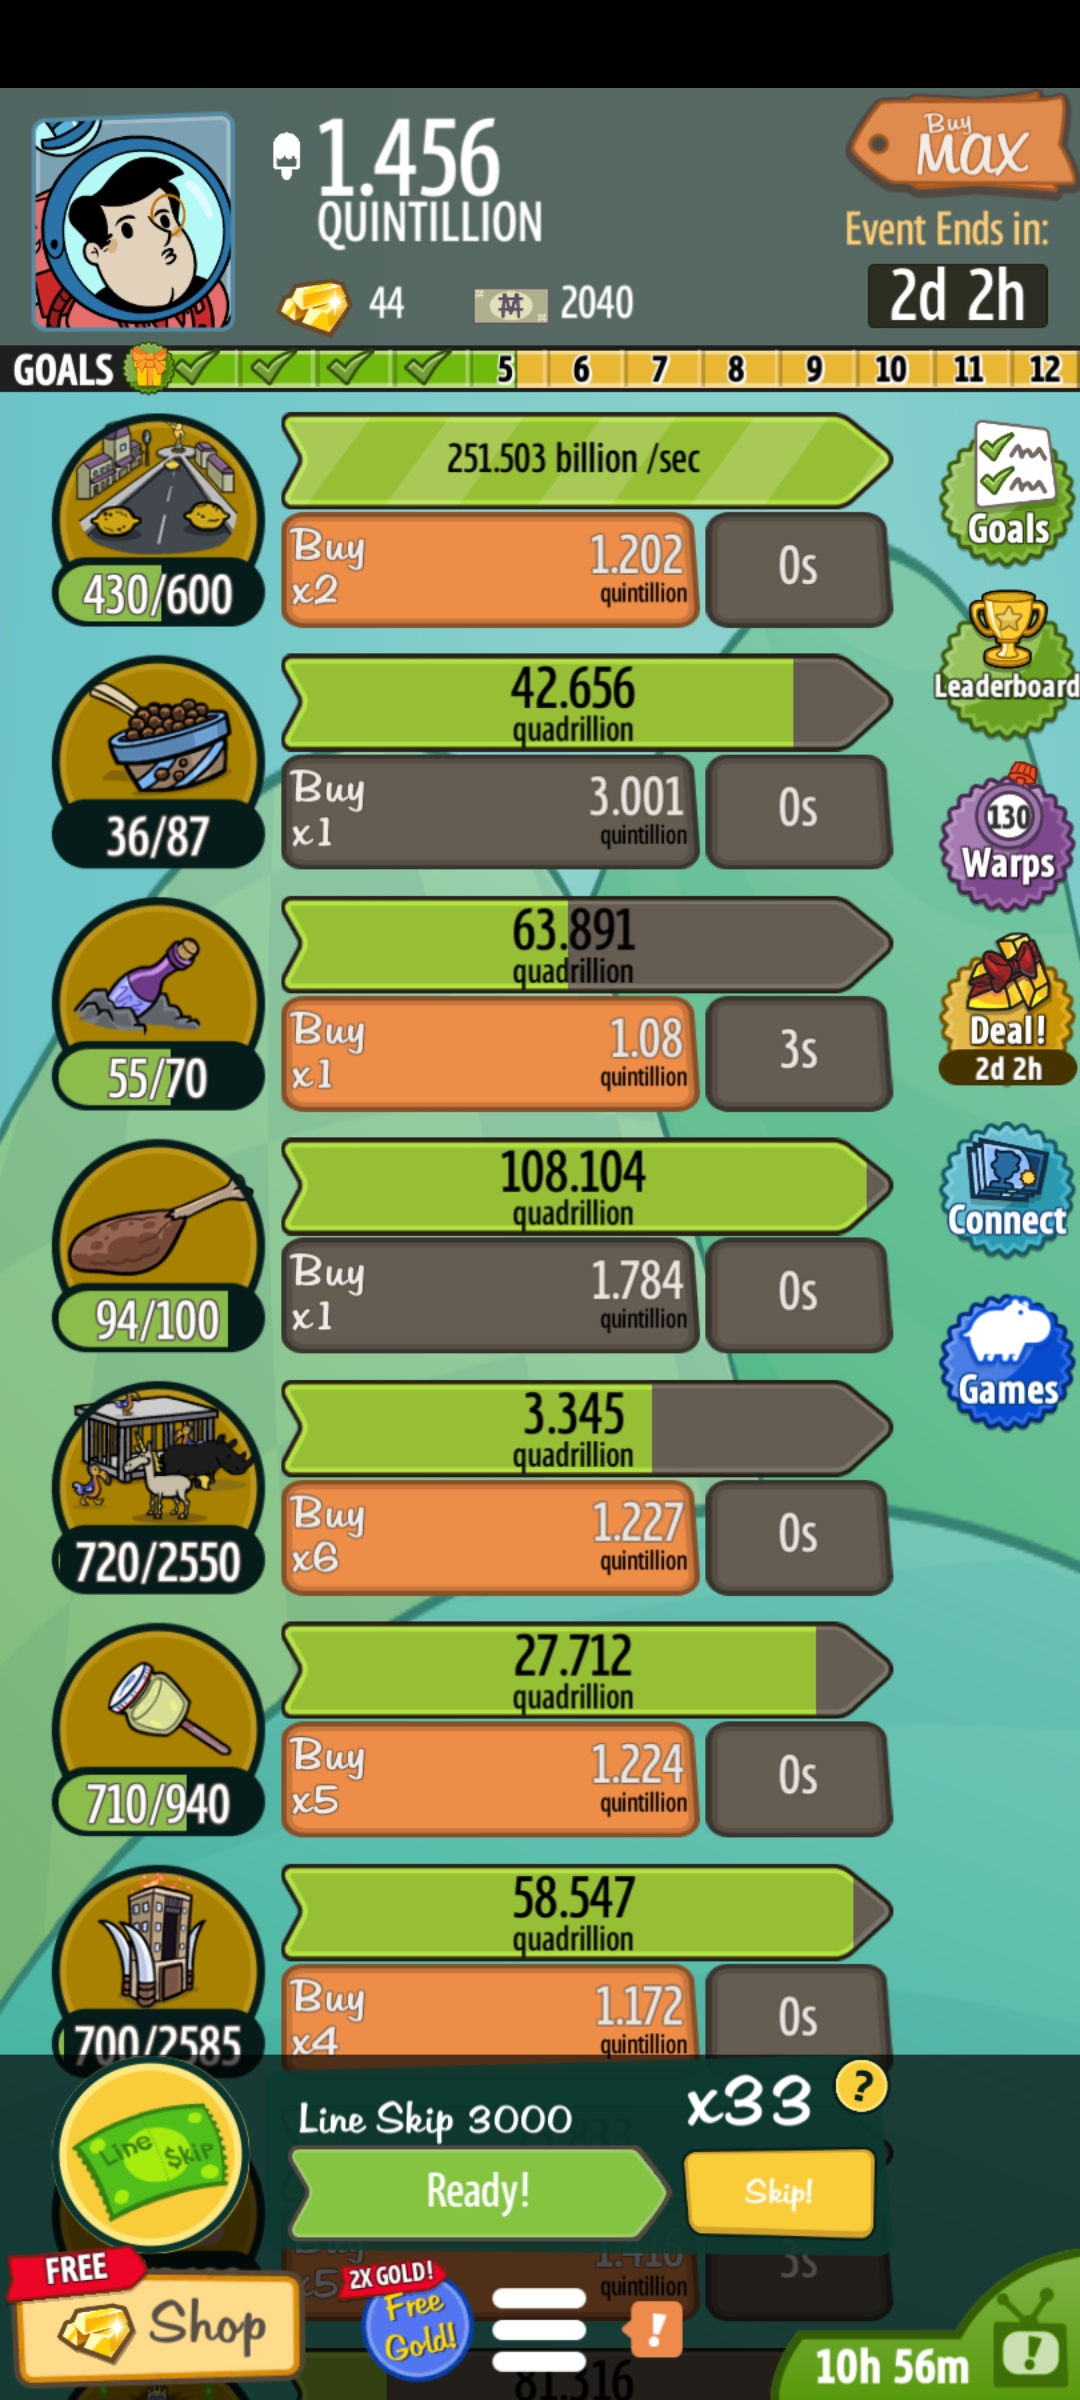 1.456
QUINTILLION
Buy
MAX
Event Ends in:
2d 2h
44
2040
GOALS 5 6 7 8 9 10 11 12
251.503 billion /sec
Buy
x2
1.202
quintillion
0s
430/600
Goals
42.656
quadrillion
Buy
x1
3.001
quintillion
0s
36/87
Leaderboard
63.891
quadrillion
Buy
x1
1.08
quintillion
3s
55/70
130
Warps
Deal!
2d 2h
108.104
quadrillion
Buy
x1
1.784
quintillion
0s
94/100
Connect
Games
3.345
quadrillion
Buy
x6
1.227
quintillion
0s
720/2550
27.712
quadrillion
Buy
x5
1.224
quintillion
0s
710/940
58.547
quadrillion
Buy
x4
1.172
quintillion
0s
700/2585
Line Skip
Line Skip 3000
x33
?
Ready!
Skip!
Buy
x5
1.416
quintillion
3s
FREE
Shop
2X GOLD!
Free
Gold!
!
81.316
10h 56m
!